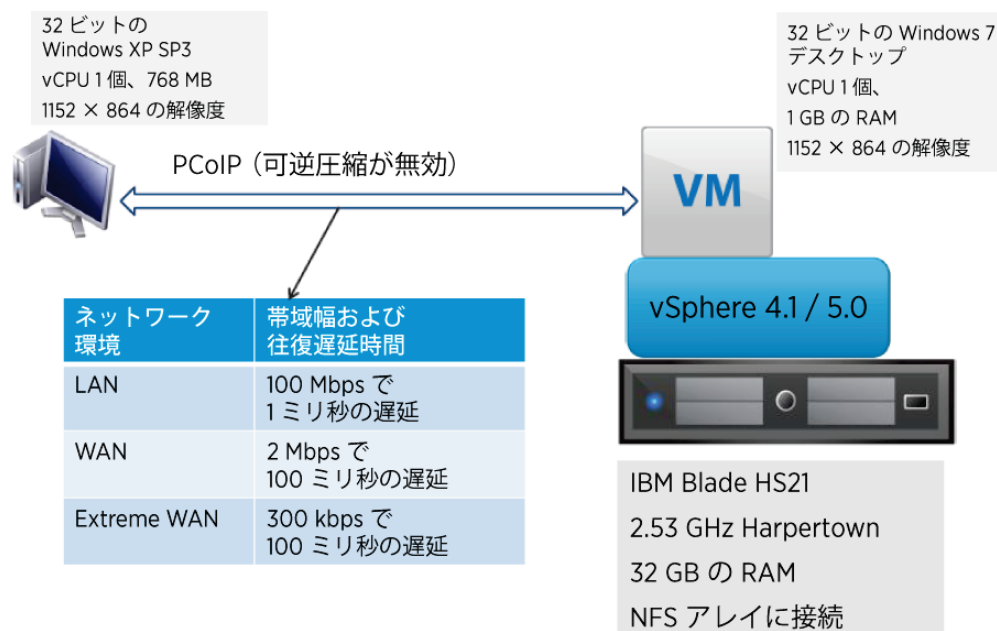 32 ビットの
Windows XP SP3
vCPU 1 個、768 MB
1152 × 864 の解像度
32 ビットの Windows 7
デスクトップ
vCPU 1 個、
1 GB の RAM
1152 × 864 の解像度
PCoIP（可逆圧縮が無効）
VM
vSphere 4.1 / 5.0
ネットワーク
環境
帯域幅および
往復遅延時間
LAN
100 Mbps で
1 ミリ秒の遅延
WAN
2 Mbps で
100 ミリ秒の遅延
Extreme WAN
300 kbps で
100 ミリ秒の遅延
IBM Blade HS21
2.53 GHz Harpertown
32 GB の RAM
NFS アレイに接続